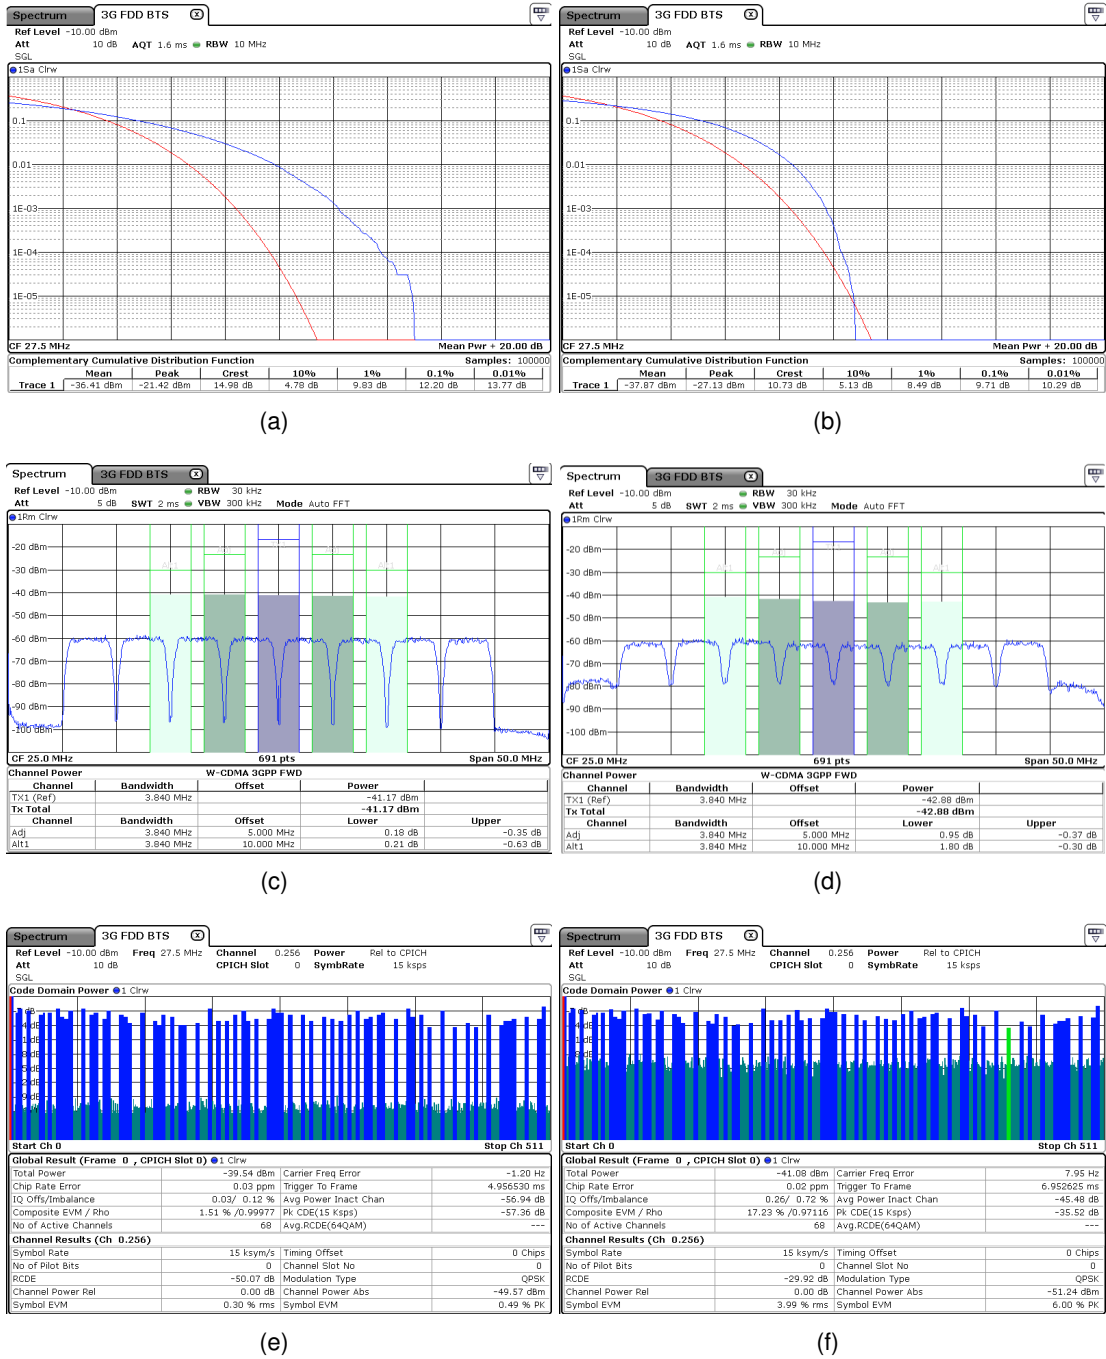 Spectrum 3G FDD BTS X
Ref Level -10.00 dBm
Att 10 dB AQT 1.6 ms RBW 10 MHz
SGL
1Sa Clrw
0.1
0.01
1E-03
1E-04
1E-05
CF 27.5 MHz Mean Pwr + 20.00 dB
Complementary Cumulative Distribution Function Samples: 100000
Mean Peak Crest 10% 1% 0.1% 0.01%
Trace 1 -36.41 dBm -21.42 dBm 14.98 dB 4.78 dB 9.83 dB 12.20 dB 13.77 dB
(a)
Spectrum 3G FDD BTS X
Ref Level -10.00 dBm
Att 10 dB AQT 1.6 ms RBW 10 MHz
SGL
1Sa Clrw
0.1
0.01
1E-03
1E-04
1E-05
CF 27.5 MHz Mean Pwr + 20.00 dB
Complementary Cumulative Distribution Function Samples: 100000
Mean Peak Crest 10% 1% 0.1% 0.01%
Trace 1 -37.87 dBm -27.13 dBm 10.73 dB 5.13 dB 8.49 dB 9.71 dB 10.29 dB
(b)
Spectrum 3G FDD BTS X
Ref Level -10.00 dBm RBW 30 kHz
Att 5 dB SWT 2 ms VBW 300 kHz Mode Auto FFT
1Rm Clrw
-20 dBm
-30 dBm
-40 dBm
-50 dBm
-60 dBm
-70 dBm
-80 dBm
-90 dBm
-100 dBm
CF 25.0 MHz 691 pts Span 50.0 MHz
Channel Power W-CDMA 3GPP FWD
Channel Bandwidth Offset Power
TX1 (Ref) 3.840 MHz -41.17 dBm
Tx Total -41.17 dBm
Channel Bandwidth Offset Lower Upper
Adj 3.840 MHz 5.000 MHz 0.18 dB -0.35 dB
Alt1 3.840 MHz 10.000 MHz 0.21 dB -0.63 dB
(c)
Spectrum 3G FDD BTS X
Ref Level -10.00 dBm RBW 30 kHz
Att 5 dB SWT 2 ms VBW 300 kHz Mode Auto FFT
1Rm Clrw
-20 dBm
-30 dBm
-40 dBm
-50 dBm
-60 dBm
-70 dBm
-80 dBm
-90 dBm
-100 dBm
CF 25.0 MHz 691 pts Span 50.0 MHz
Channel Power W-CDMA 3GPP FWD
Channel Bandwidth Offset Power
TX1 (Ref) 3.840 MHz -42.88 dBm
Tx Total -42.88 dBm
Channel Bandwidth Offset Lower Upper
Adj 3.840 MHz 5.000 MHz 0.95 dB -0.37 dB
Alt1 3.840 MHz 10.000 MHz 1.80 dB -0.30 dB
(d)
Spectrum 3G FDD BTS X
Ref Level -10.00 dBm Freq 27.5 MHz Channel 0.256 Power Rel to CPICH
Att 10 dB CPICH Slot 0 SymbRate 15 ksps
SGL
Code Domain Power 1 Clrw
Start Ch 0 Stop Ch 511
Global Result (Frame 0 , CPICH Slot 0) 1 Clrw
Total Power -39.54 dBm Carrier Freq Error -1.20 Hz
Chip Rate Error 0.03 ppm Trigger To Frame 4.956530 ms
IQ Offs/Imbalance 0.03/ 0.12 % Avg Power Inact Chan -56.94 dB
Composite EVM / Rho 1.51 % /0.99977 Pk CDE(15 Ksps) -57.36 dB
No of Active Channels 68 Avg.RCDE(64QAM) ---
Channel Results (Ch 0.256)
Symbol Rate 15 ksym/s Timing Offset 0 Chips
No of Pilot Bits 0 Channel Slot No 0
RCDE -50.07 dB Modulation Type QPSK
Channel Power Rel 0.00 dB Channel Power Abs -49.57 dBm
Symbol EVM 0.30 % rms Symbol EVM 0.49 % PK
(e)
Spectrum 3G FDD BTS X
Ref Level -10.00 dBm Freq 27.5 MHz Channel 0.256 Power Rel to CPICH
Att 10 dB CPICH Slot 0 SymbRate 15 ksps
SGL
Code Domain Power 1 Clrw
Start Ch 0 Stop Ch 511
Global Result (Frame 0 , CPICH Slot 0) 1 Clrw
Total Power -41.08 dBm Carrier Freq Error 7.95 Hz
Chip Rate Error 0.02 ppm Trigger To Frame 6.952625 ms
IQ Offs/Imbalance 0.26/ 0.72 % Avg Power Inact Chan -45.48 dB
Composite EVM / Rho 17.23 % /0.97116 Pk CDE(15 Ksps) -35.52 dB
No of Active Channels 68 Avg.RCDE(64QAM) ---
Channel Results (Ch 0.256)
Symbol Rate 15 ksym/s Timing Offset 0 Chips
No of Pilot Bits 0 Channel Slot No 0
RCDE -29.92 dB Modulation Type QPSK
Channel Power Rel 0.00 dB Channel Power Abs -51.24 dBm
Symbol EVM 3.99 % rms Symbol EVM 6.00 % PK
(f)